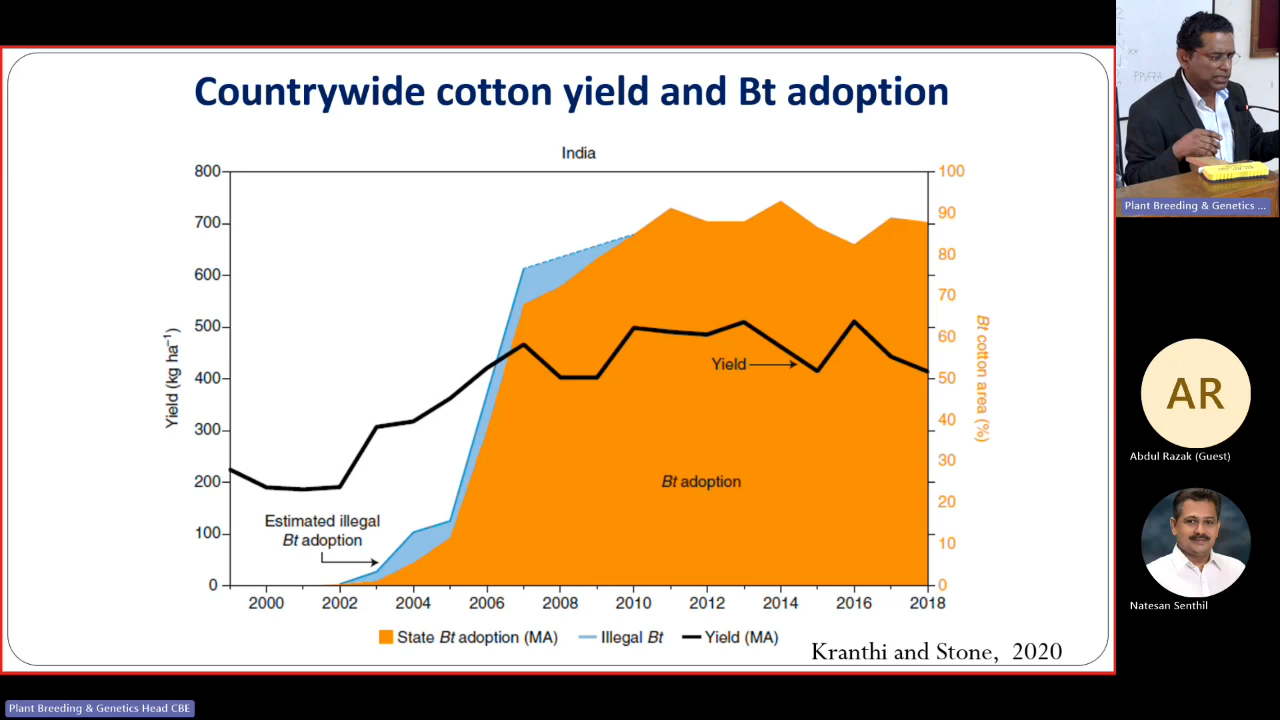 Countrywide cotton yield and Bt adoption
India
800
700
600
500
400
300
200
100
0
Yield (kg ha⁻¹)
100
90
80
70
60
50
40
30
20
10
0
Bt cotton area (%)
Yield
Bt adoption
Estimated illegal
Bt adoption
2000 2002 2004 2006 2008 2010 2012 2014 2016 2018
State Bt adoption (MA) Illegal Bt Yield (MA)
Kranthi and Stone, 2020
Plant Breeding & Genetics Head CBE
Plant Breeding & Genetics ...
AR
Abdul Razak (Guest)
Natesan Senthil